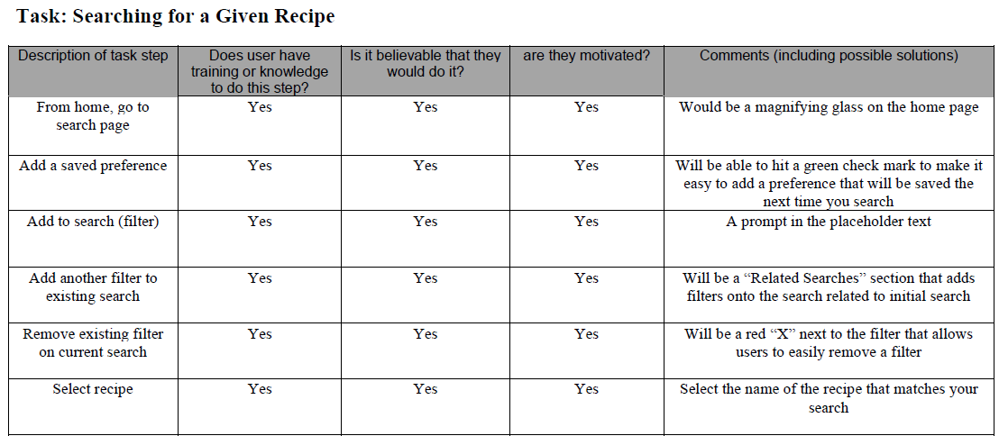 Task: Searching for a Given Recipe
Description of task step
Does user have
training or knowledge
to do this step?
Is it believable that they
would do it?
are they motivated?
Comments (including possible solutions)
From home, go to
search page
Yes
Yes
Yes
Would be a magnifying glass on the home page
Add a saved preference
Yes
Yes
Yes
Will be able to hit a green check mark to make it
easy to add a preference that will be saved the
next time you search
Add to search (filter)
Yes
Yes
Yes
A prompt in the placeholder text
Add another filter to
existing search
Yes
Yes
Yes
Will be a “Related Searches” section that adds
filters onto the search related to initial search
Remove existing filter
on current search
Yes
Yes
Yes
Will be a red “X” next to the filter that allows
users to easily remove a filter
Select recipe
Yes
Yes
Yes
Select the name of the recipe that matches your
search